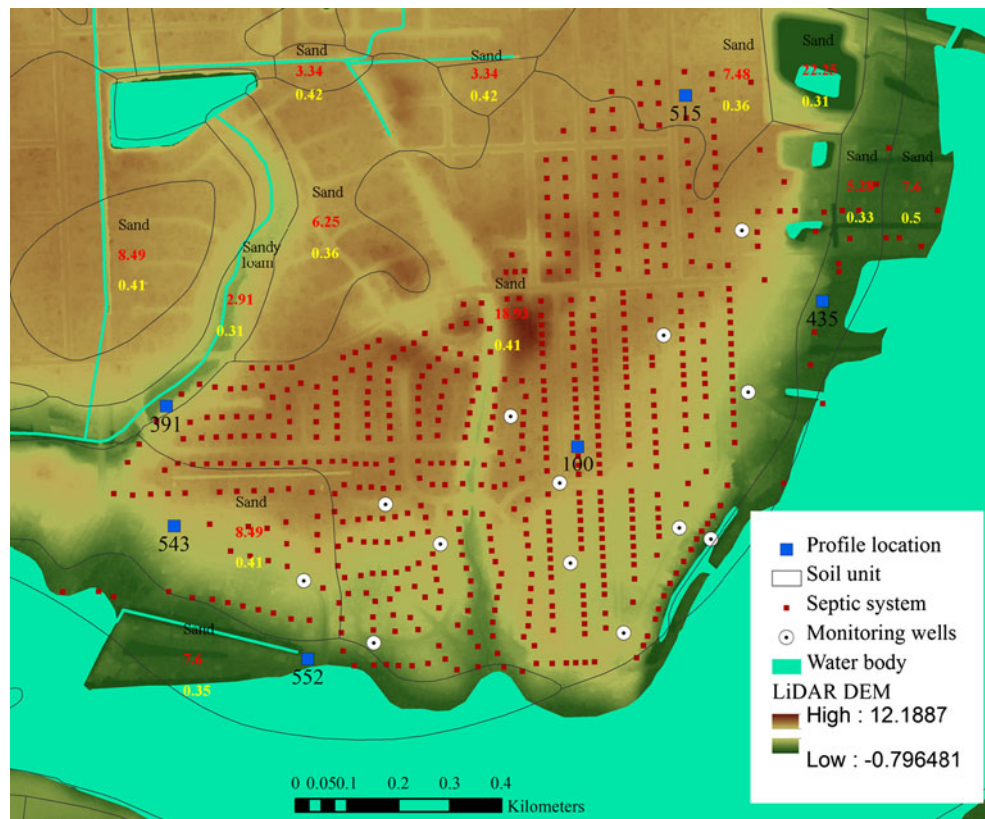 Sand
3.34
0.42
Sand
3.34
0.42
Sand
7.48
0.36
Sand
22.25
0.31
515
Sand
5.28
0.33
Sand
7.6
0.5
Sand
8.49
0.41
Sand
6.25
0.36
Sandy
loam
2.91
0.31
Sand
18.93
0.41
435
391
100
Sand
8.49
0.41
543
Sand
7.6
0.35
552
Profile location
Soil unit
Septic system
Monitoring wells
Water body
LiDAR DEM
High : 12.1887
Low : -0.796481
0 0.050.1 0.2 0.3 0.4
Kilometers